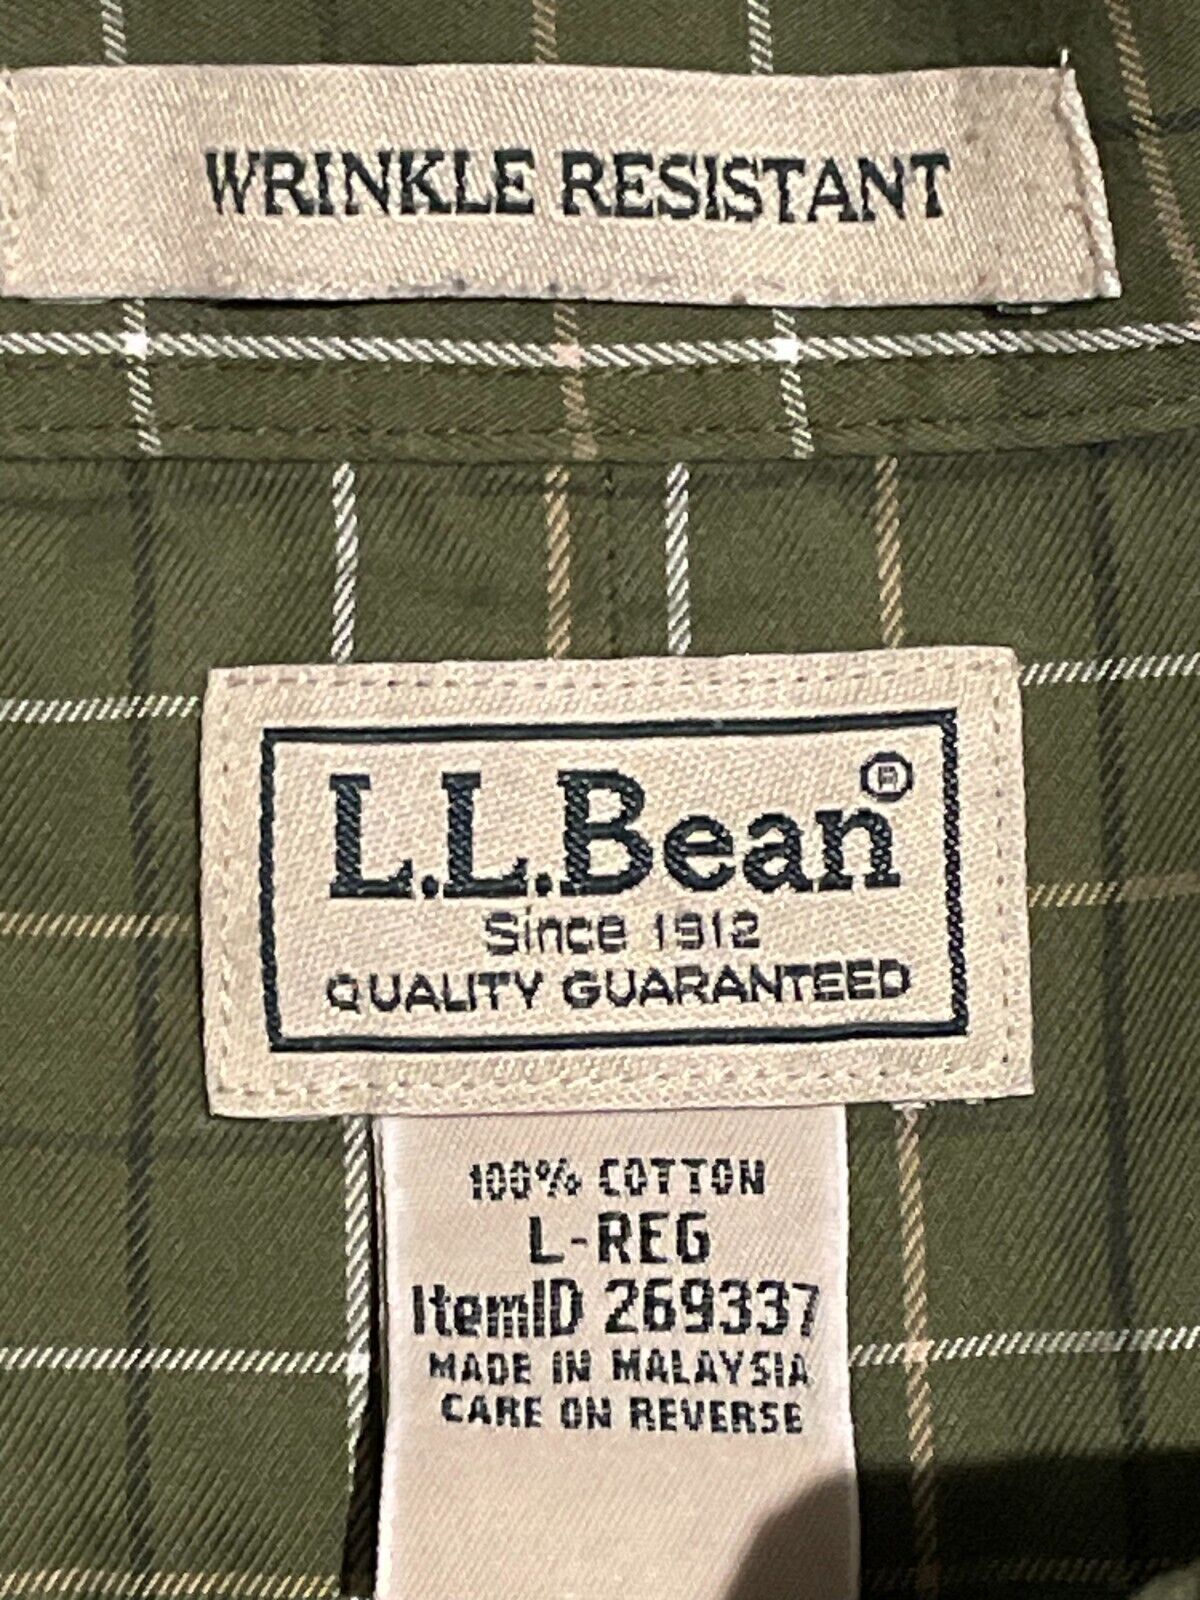 WRINKLE RESISTANT
L.L.Bean®
Since 1912
QUALITY GUARANTEED
100% COTTON
L-REG
ItemID 269337
MADE IN MALAYSIA
CARE ON REVERSE